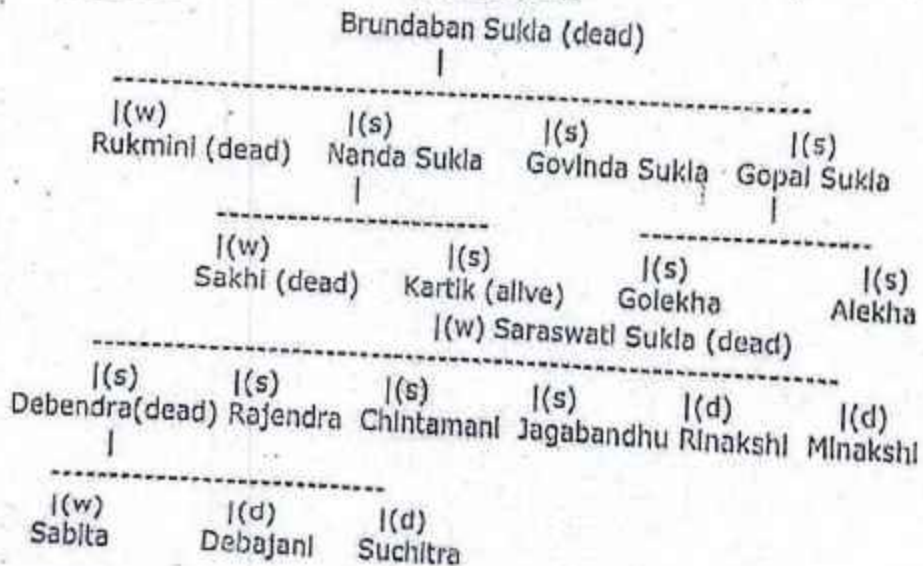 Brundaban Sukla (dead)
|
--------------------------------------------------
|(w) |(s) |(s) |(s)
Rukmini (dead) Nanda Sukla Govinda Sukla Gopal Sukla
| |
-------------------- -----------------
|(w) |(s) |(s) |(s)
Sakhi (dead) Kartik (alive) Golekha Alekha
|(w) Saraswati Sukla (dead)
--------------------------------------------------
|(s) |(s) |(s) |(s) |(d) |(d)
Debendra(dead) Rajendra Chintamani Jagabandhu Rinakshi Minakshi
|
-------------------------
|(w) |(d) |(d)
Sabita Debajani Suchitra